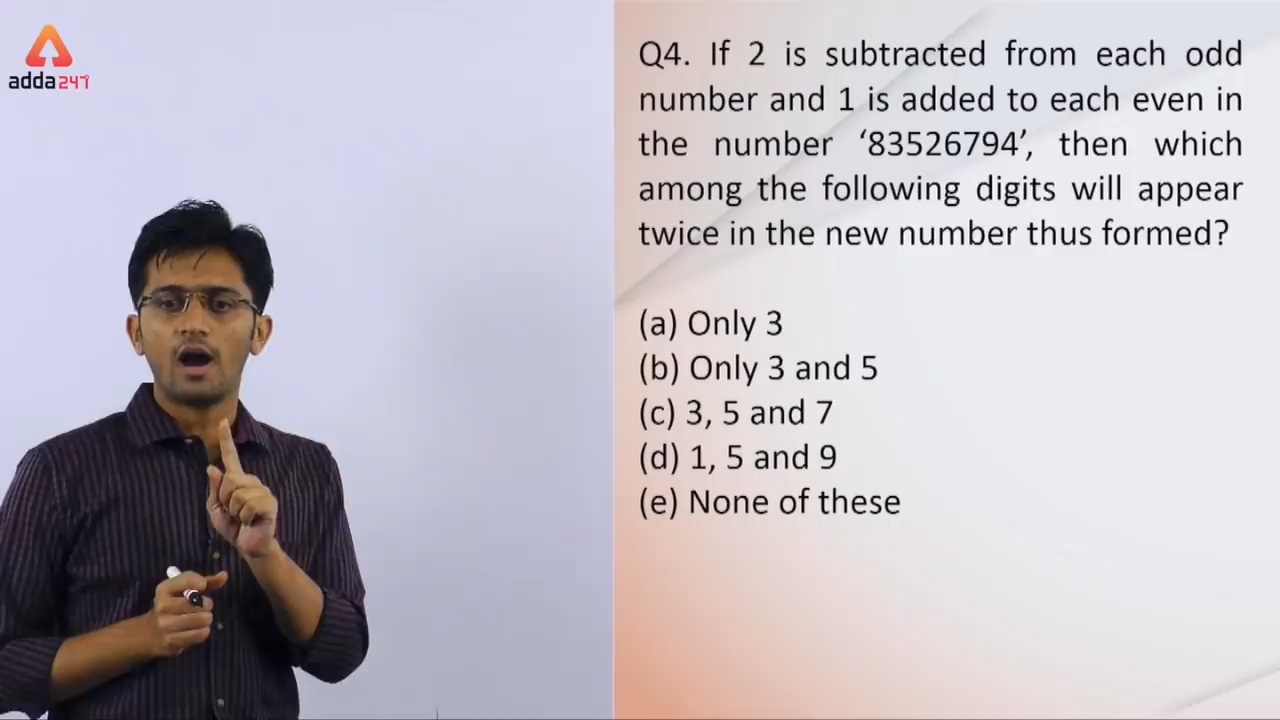 adda247
Q4. If 2 is subtracted from each odd
number and 1 is added to each even in
the number ‘83526794’, then which
among the following digits will appear
twice in the new number thus formed?
(a) Only 3
(b) Only 3 and 5
(c) 3, 5 and 7
(d) 1, 5 and 9
(e) None of these